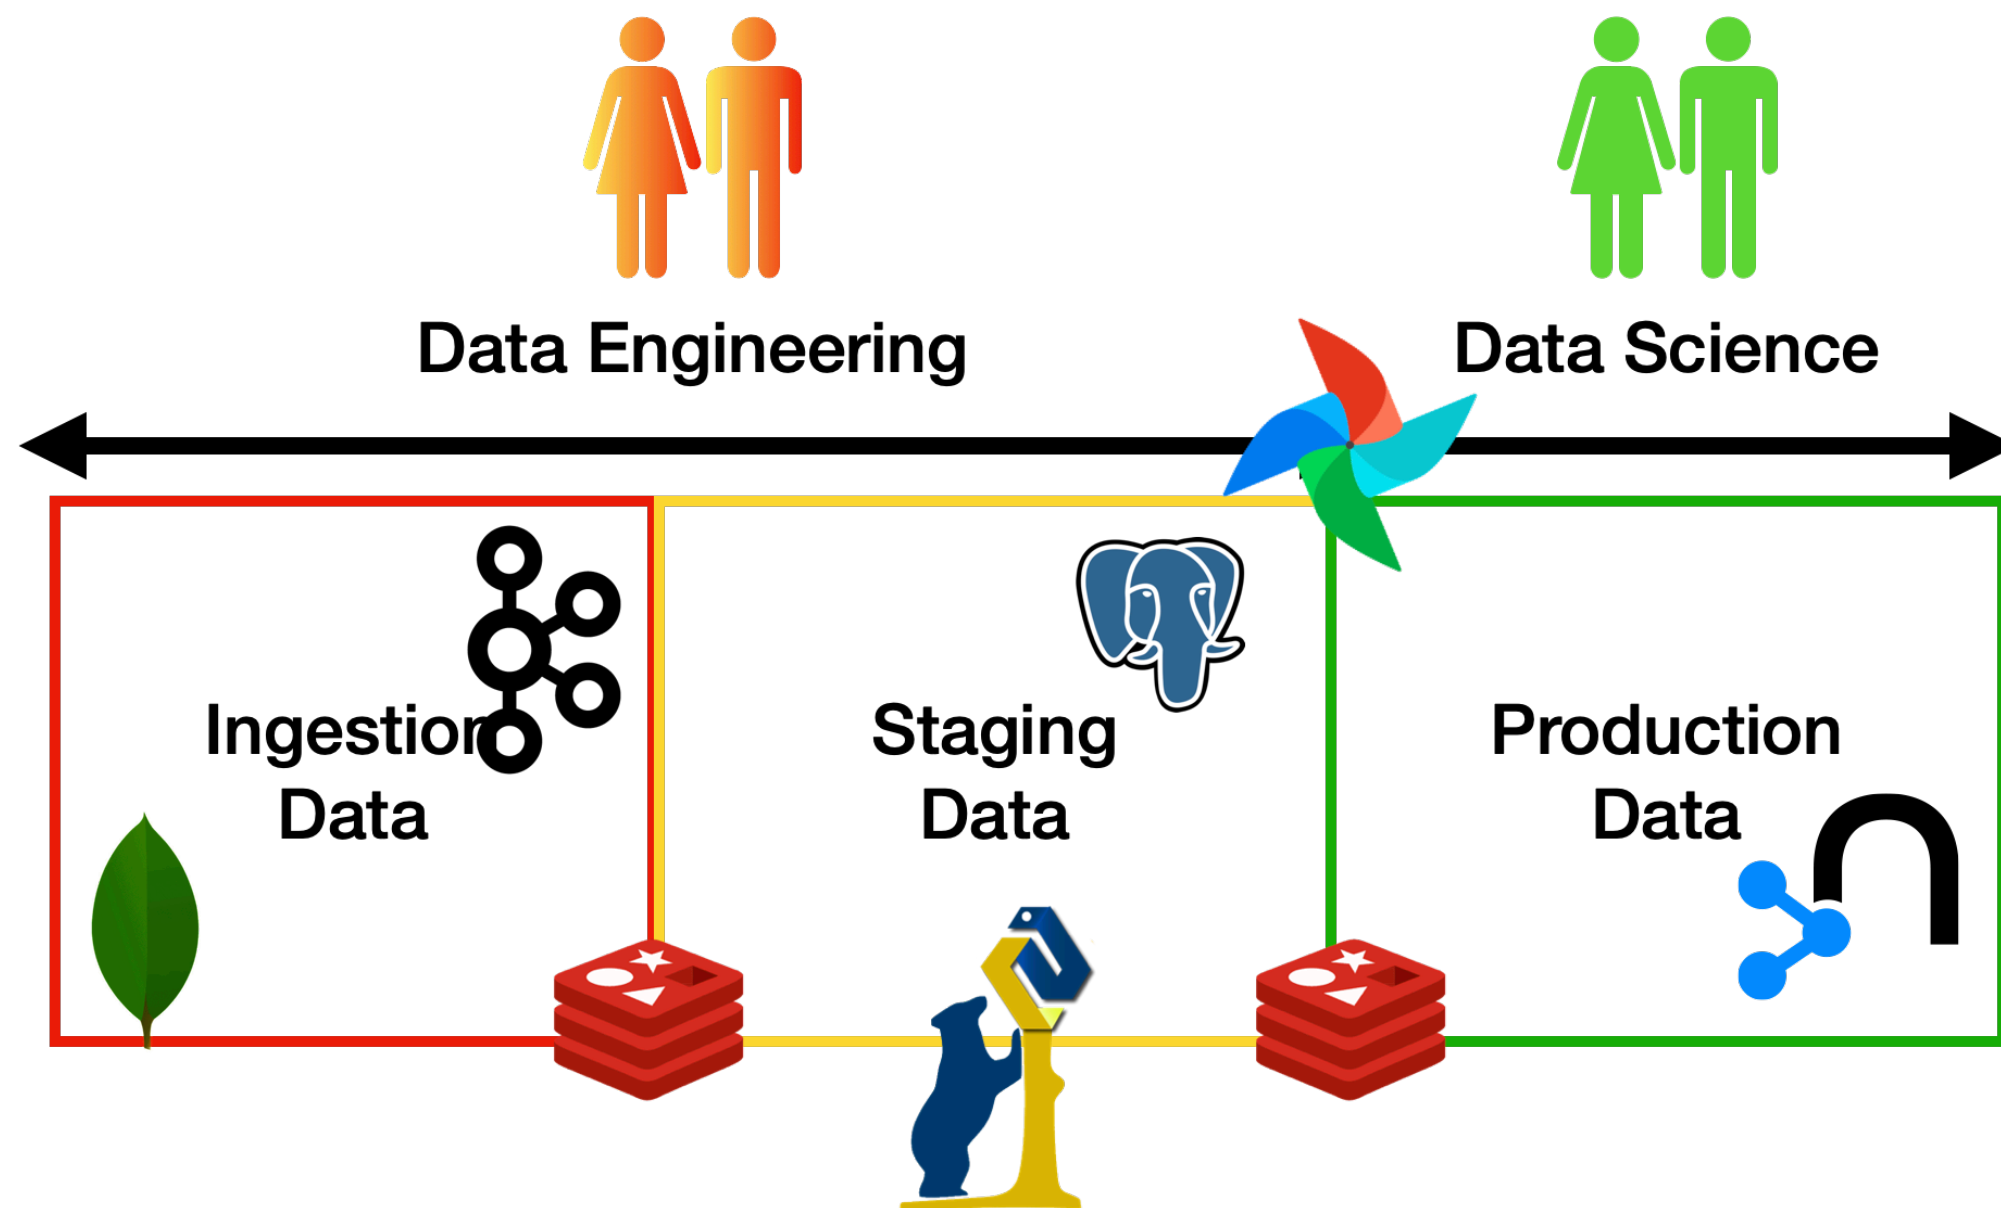 Data Engineering
Data Science
Ingestion
Data
Staging
Data
Production
Data